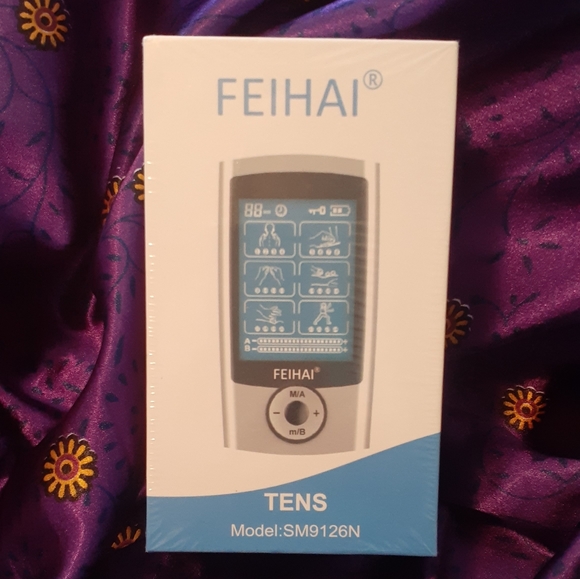 FEIHAI®
88
A
B
FEIHAI®
M/A
− +
m/B
TENS
Model:SM9126N